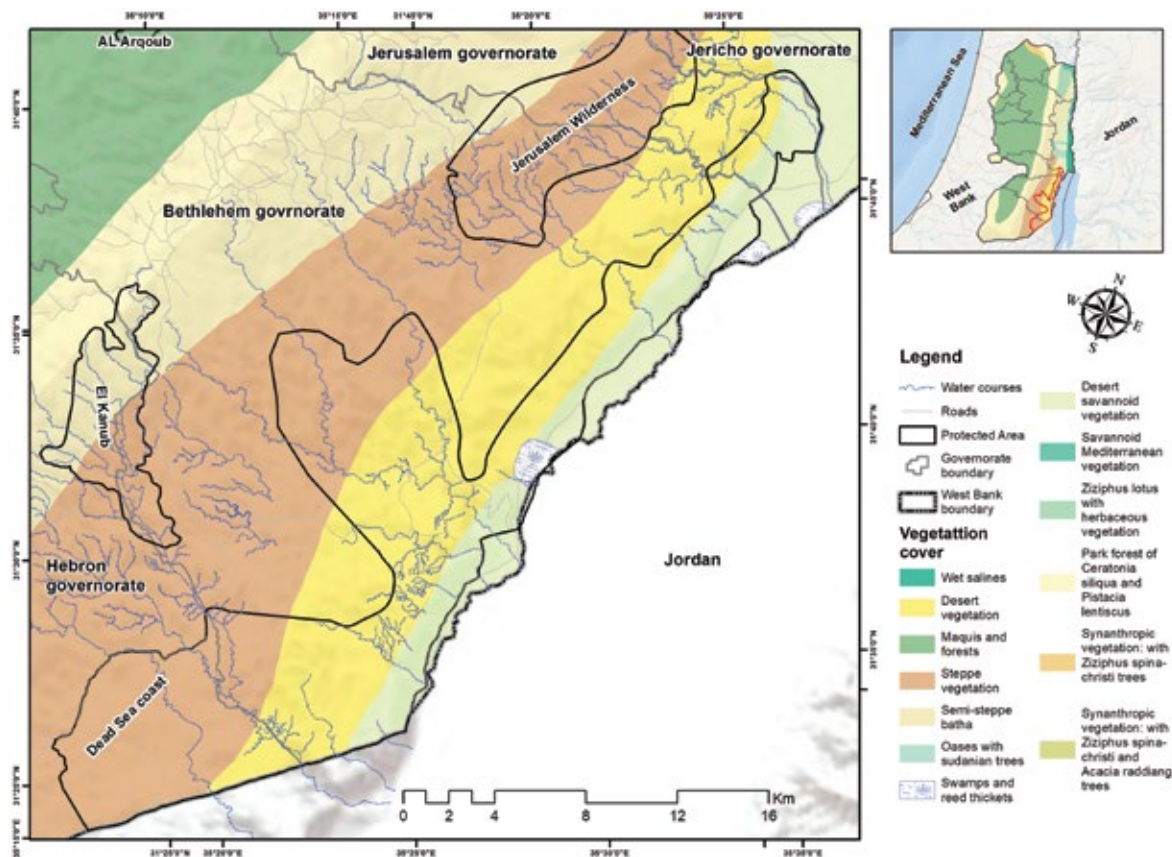 AL Arqoub
Jerusalem governorate
Jericho governorate
Jerusalem Wilderness
Bethlehem govrnorate
El Kanub
Hebron
governorate
Dead Sea coast
Jordan
0 2 4 8 12 16
Km
Mediterranean Sea
Jordan
West
Bank
N
W
E
S
Legend
Water courses
Roads
Protected Area
Governorate
boundary
West Bank
boundary
Vegetattion
cover
Wet salines
Desert
vegetation
Maquis and
forests
Steppe
vegetation
Semi-steppe
batha
Oases with
sudanian trees
Swamps and
reed thickets
Desert
savannoid
vegetation
Savannoid
Mediterranean
vegetation
Ziziphus lotus
with
herbaceous
vegetation
Park forest of
Ceratonia
siliqua and
Pistacia
lentiscus
Synanthropic
vegetation: with
Ziziphus spina-
christi trees
Synanthropic
vegetation: with
Ziziphus spina-
christi and
Acacia raddiang
trees